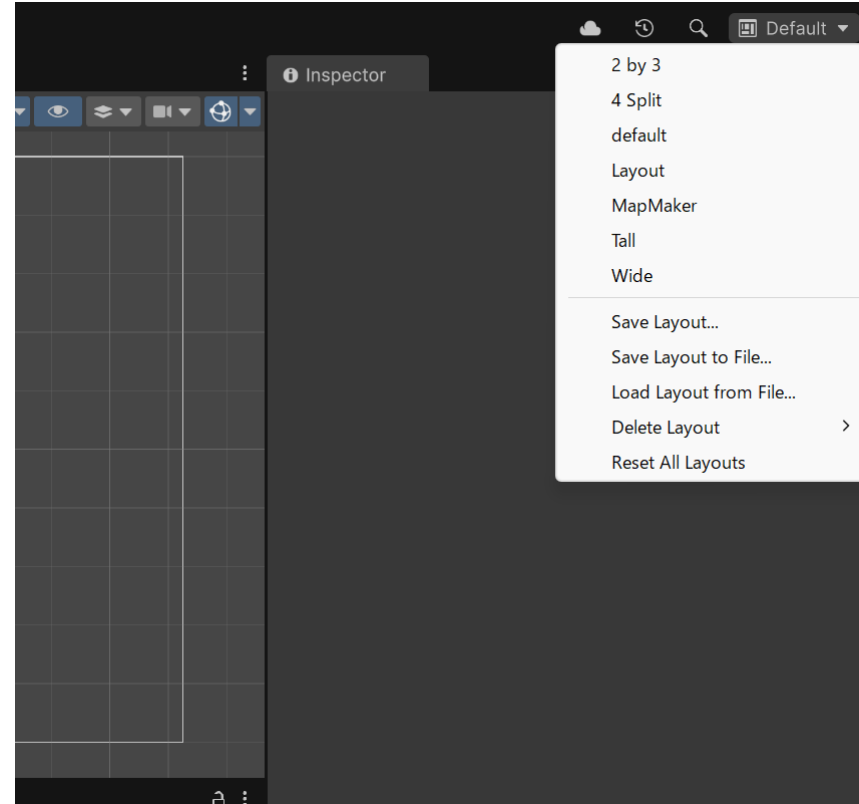 Default
Inspector
2 by 3
4 Split
default
Layout
MapMaker
Tall
Wide
Save Layout...
Save Layout to File...
Load Layout from File...
Delete Layout
Reset All Layouts